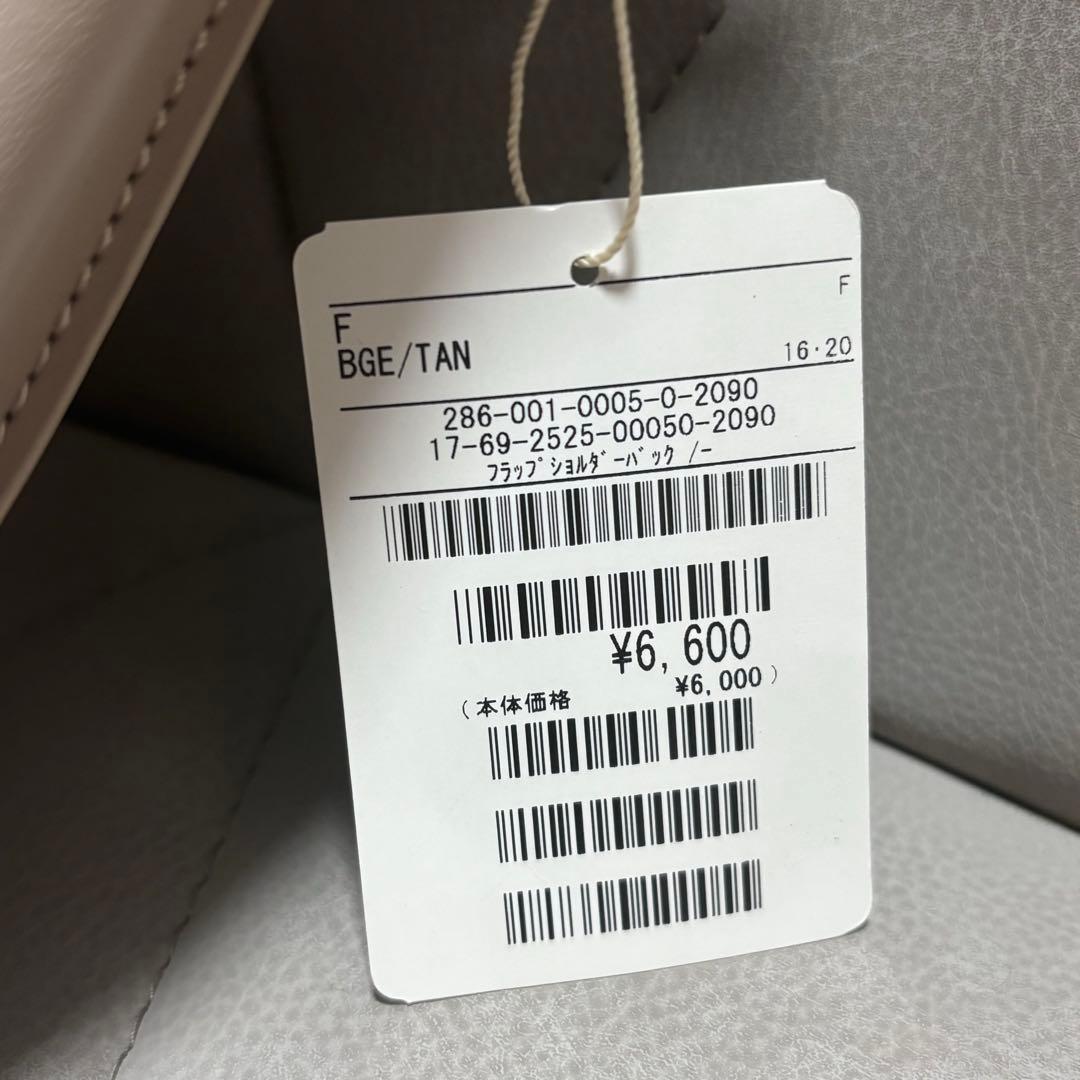 F
F
BGE/TAN 16・20
286-001-0005-0-2090
17-69-2525-00050-2090
フラップショルダーバック /ー
¥6,600
(本体価格 ¥6,000)